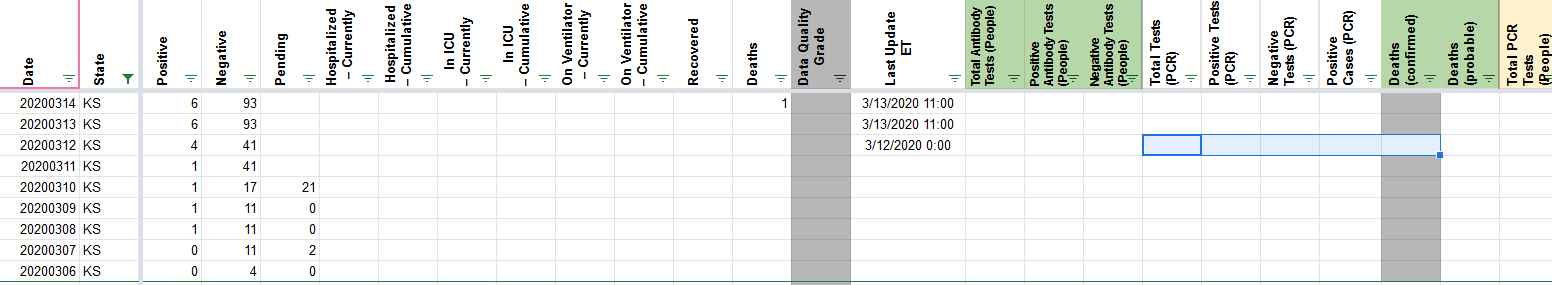 Date
State
Positive
Negative
Pending
Hospitalized
– Currently
Hospitalized
– Cumulative
In ICU
– Currently
In ICU
– Cumulative
On Ventilator
– Currently
On Ventilator
– Cumulative
Recovered
Deaths
Data Quality
Grade
Last Update
ET
Total Antibody
Tests (People)
Positive
Antibody Tests
(People)
Negative
Antibody Tests
(People)
Total Tests
(PCR)
Positive Tests
(PCR)
Negative
Tests (PCR)
Positive
Cases (PCR)
Deaths
(confirmed)
Deaths
(probable)
Total PCR
Tests
(People)
20200314 KS 6 93 1 3/13/2020 11:00
20200313 KS 6 93 3/13/2020 11:00
20200312 KS 4 41 3/12/2020 0:00
20200311 KS 1 41
20200310 KS 1 17 21
20200309 KS 1 11 0
20200308 KS 1 11 0
20200307 KS 0 11 2
20200306 KS 0 4 0